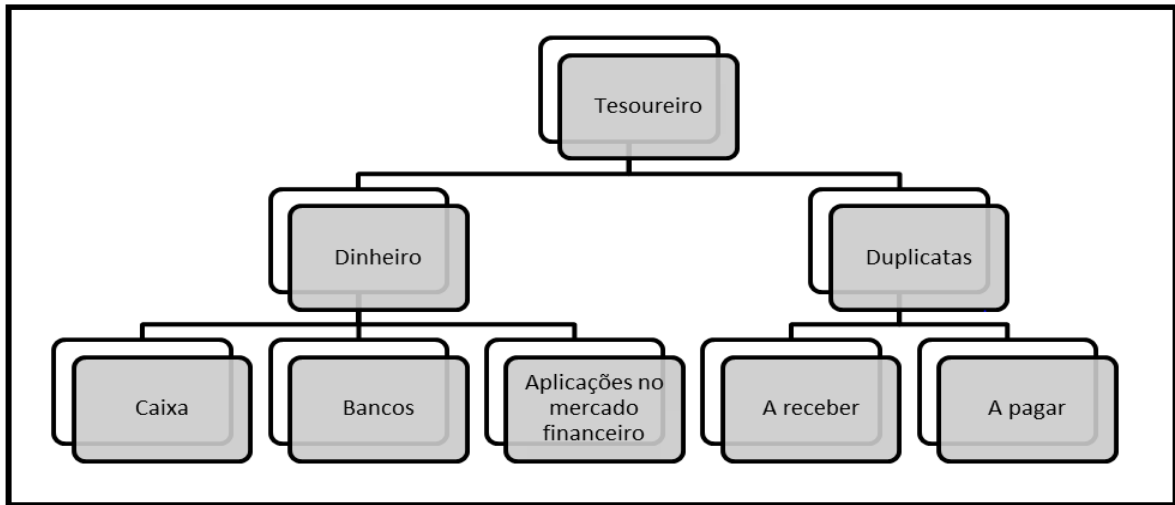 Tesoureiro
Dinheiro
Duplicatas
Caixa
Bancos
Aplicações no
mercado
financeiro
A receber
A pagar